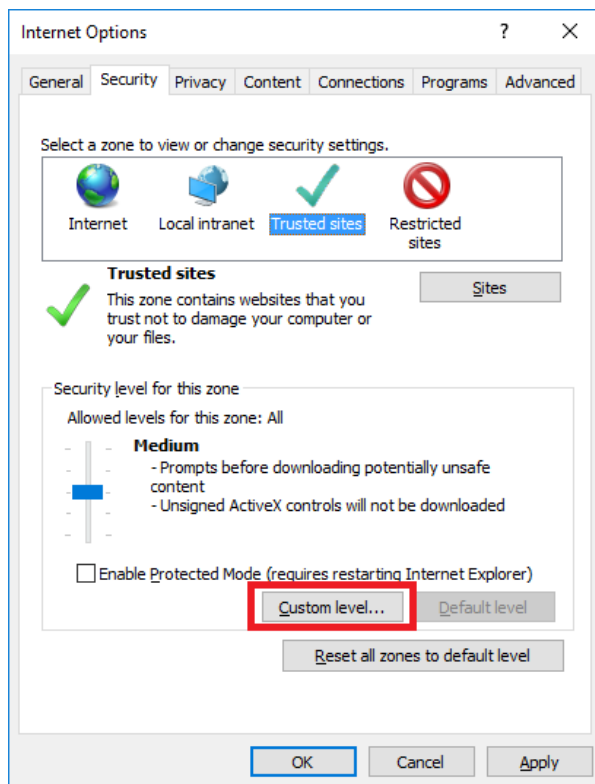 Internet Options
?
General Security Privacy Content Connections Programs Advanced
Select a zone to view or change security settings.
Internet Local intranet Trusted sites Restricted
sites
Trusted sites
This zone contains websites that you
trust not to damage your computer or
your files.
Sites
Security level for this zone
Allowed levels for this zone: All
Medium
- Prompts before downloading potentially unsafe
content
- Unsigned ActiveX controls will not be downloaded
Enable Protected Mode (requires restarting Internet Explorer)
Custom level... Default level
Reset all zones to default level
OK Cancel Apply